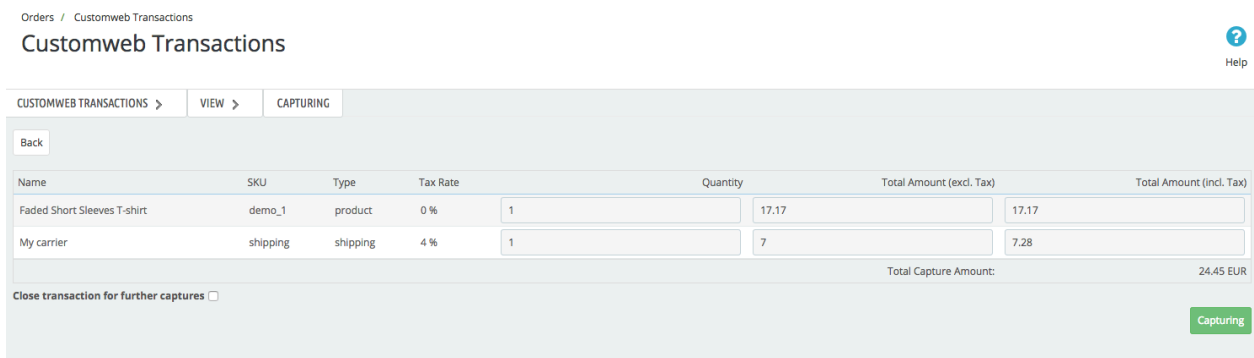 Orders / Customweb Transactions
Customweb Transactions
Help
CUSTOMWEB TRANSACTIONS > VIEW > CAPTURING
Back
Name SKU Type Tax Rate Quantity Total Amount (excl. Tax) Total Amount (incl. Tax)
Faded Short Sleeves T-shirt demo_1 product 0 % 1 17.17 17.17
My carrier shipping shipping 4 % 1 7 7.28
Total Capture Amount: 24.45 EUR
Close transaction for further captures
Capturing